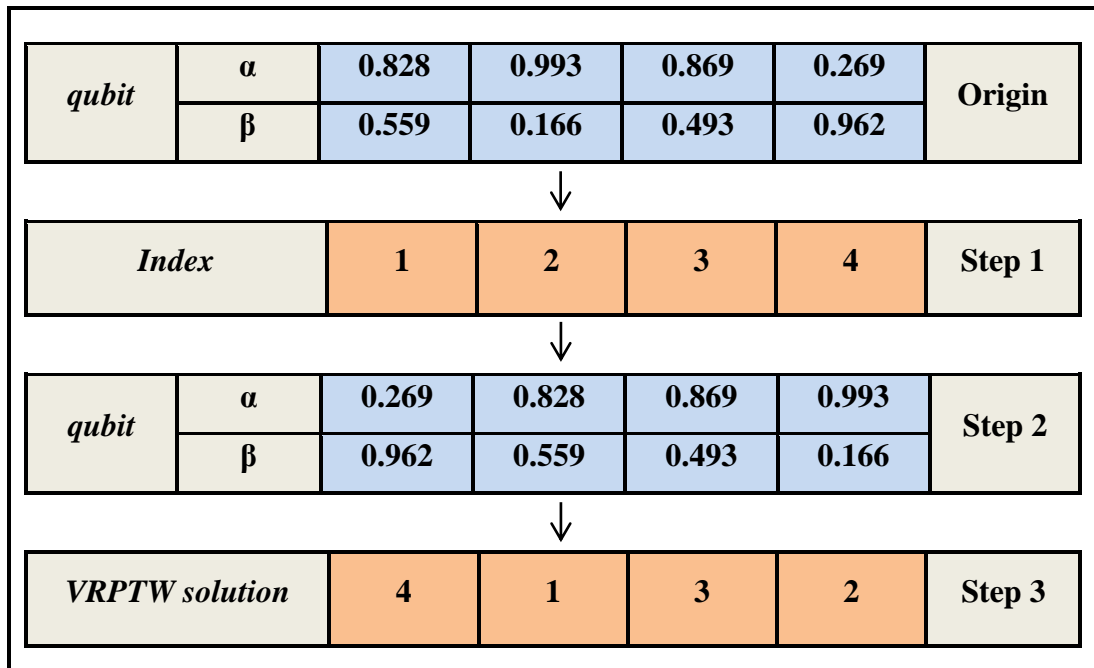 qubit α 0.828 0.993 0.869 0.269 Origin
β 0.559 0.166 0.493 0.962
Index 1 2 3 4 Step 1
qubit α 0.269 0.828 0.869 0.993 Step 2
β 0.962 0.559 0.493 0.166
VRPTW solution 4 1 3 2 Step 3